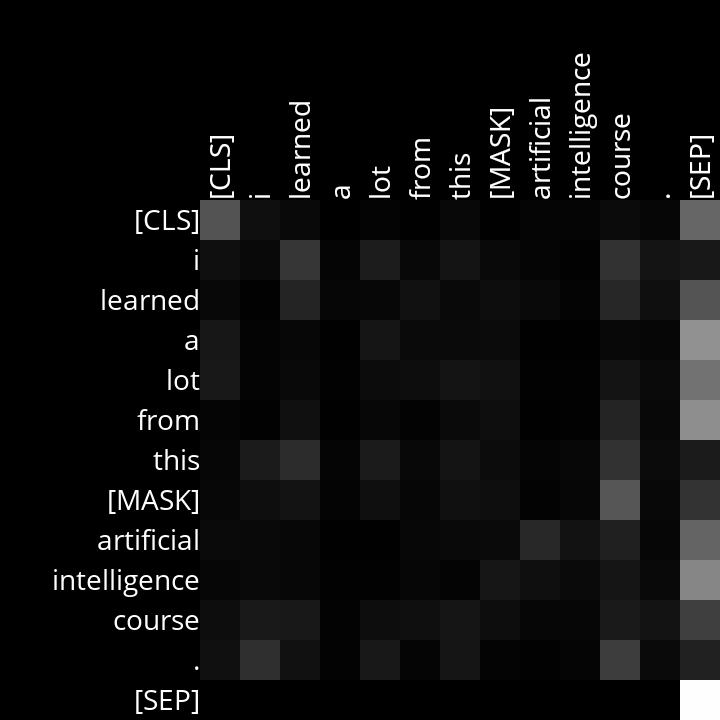 [CLS]
i
learned
a
lot
from
this
[MASK]
artificial
intelligence
course
.
[SEP]
[CLS]
i
learned
a
lot
from
this
[MASK]
artificial
intelligence
course
.
[SEP]